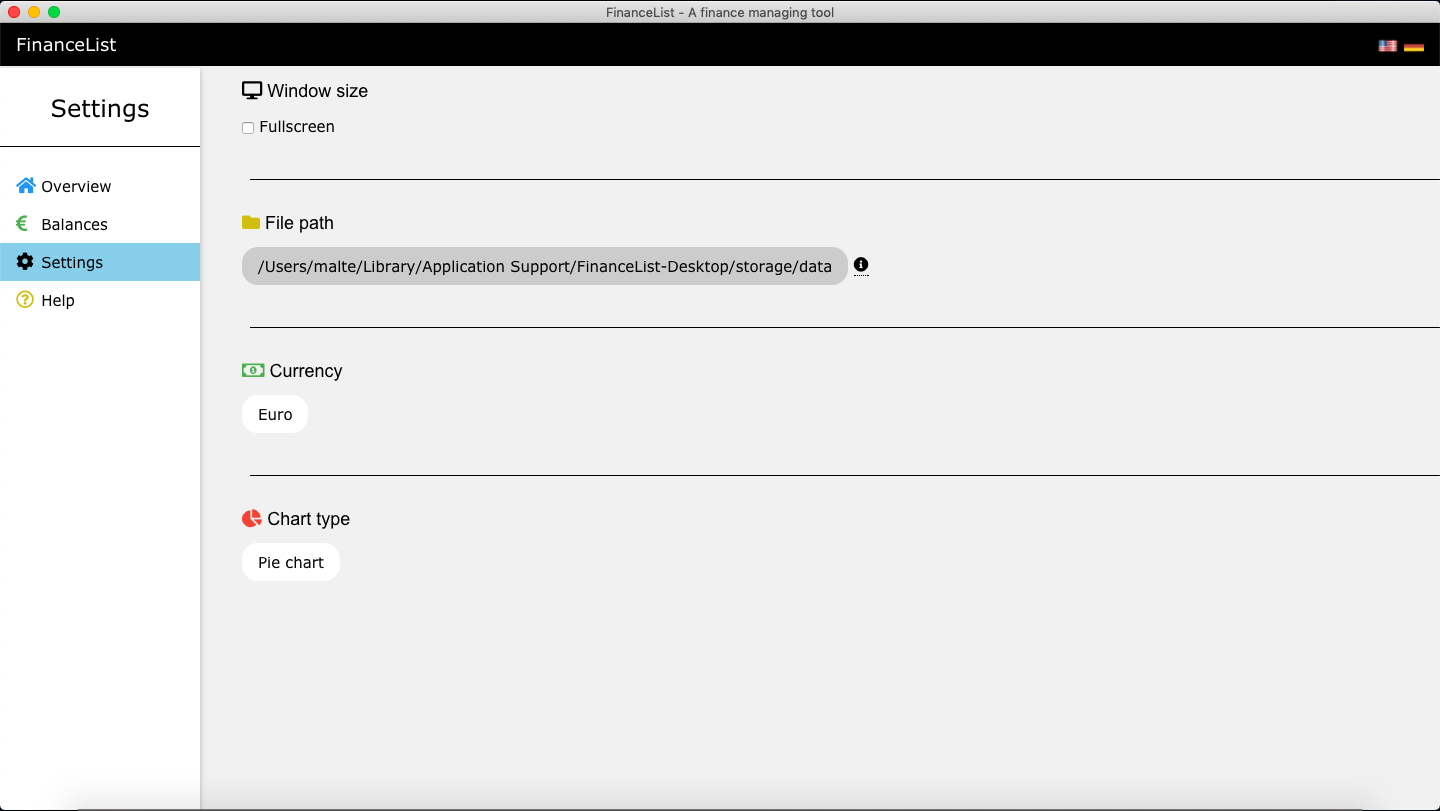 FinanceList - A finance managing tool
FinanceList
Settings
Overview
Balances
Settings
Help
Window size
Fullscreen
File path
/Users/malte/Library/Application Support/FinanceList-Desktop/storage/data
Currency
Euro
Chart type
Pie chart